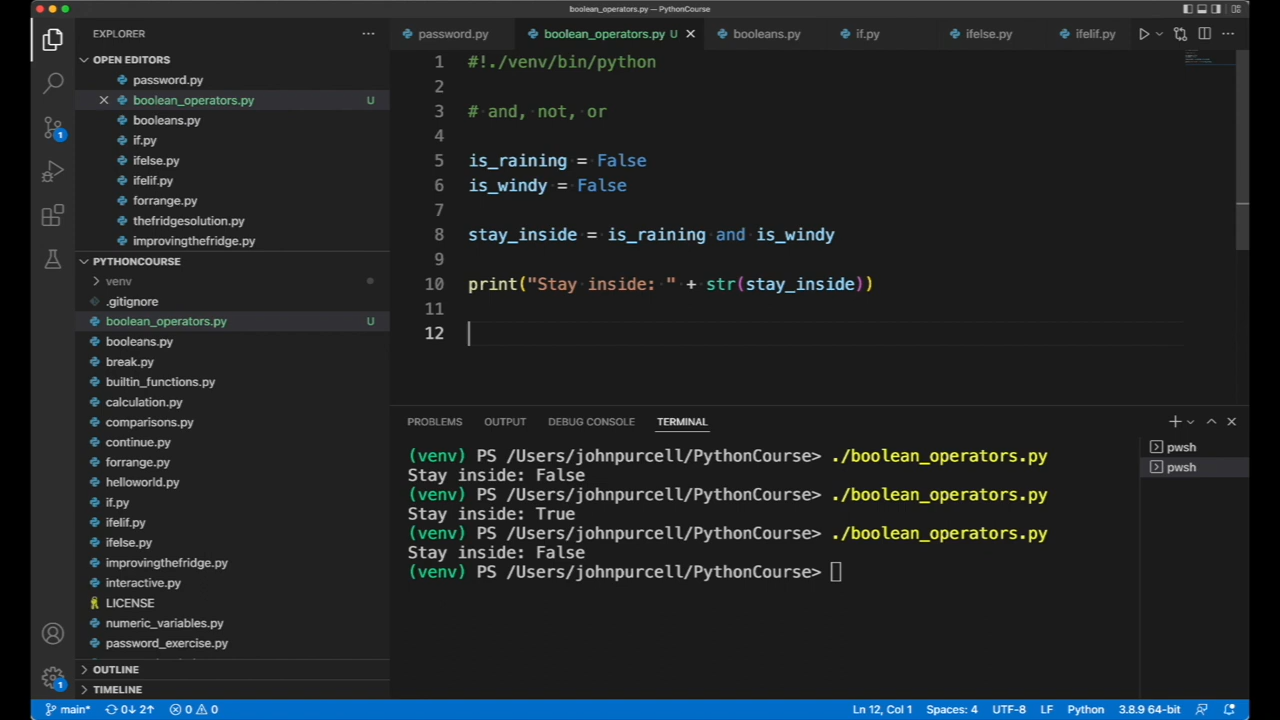 boolean_operators.py — PythonCourse
EXPLORER
OPEN EDITORS
password.py
boolean_operators.py U
booleans.py
if.py
ifelse.py
ifelif.py
forrange.py
thefridgesolution.py
improvingthefridge.py
PYTHONCOURSE
venv
.gitignore
boolean_operators.py U
booleans.py
break.py
builtin_functions.py
calculation.py
comparisons.py
continue.py
forrange.py
helloworld.py
if.py
ifelif.py
ifelse.py
improvingthefridge.py
interactive.py
LICENSE
numeric_variables.py
password_exercise.py
OUTLINE
TIMELINE
1
1
password.py boolean_operators.py U booleans.py if.py ifelse.py ifelif.py
1 #!./venv/bin/python
2
3 # and, not, or
4
5 is_raining = False
6 is_windy = False
7
8 stay_inside = is_raining and is_windy
9
10 print("Stay inside: " + str(stay_inside))
11
12
PROBLEMS OUTPUT DEBUG CONSOLE TERMINAL
(venv) PS /Users/johnpurcell/PythonCourse> ./boolean_operators.py
Stay inside: False
(venv) PS /Users/johnpurcell/PythonCourse> ./boolean_operators.py
Stay inside: True
(venv) PS /Users/johnpurcell/PythonCourse> ./boolean_operators.py
Stay inside: False
(venv) PS /Users/johnpurcell/PythonCourse>
pwsh
pwsh
main* 0↓ 2↑ 0 0 Ln 12, Col 1 Spaces: 4 UTF-8 LF Python 3.8.9 64-bit